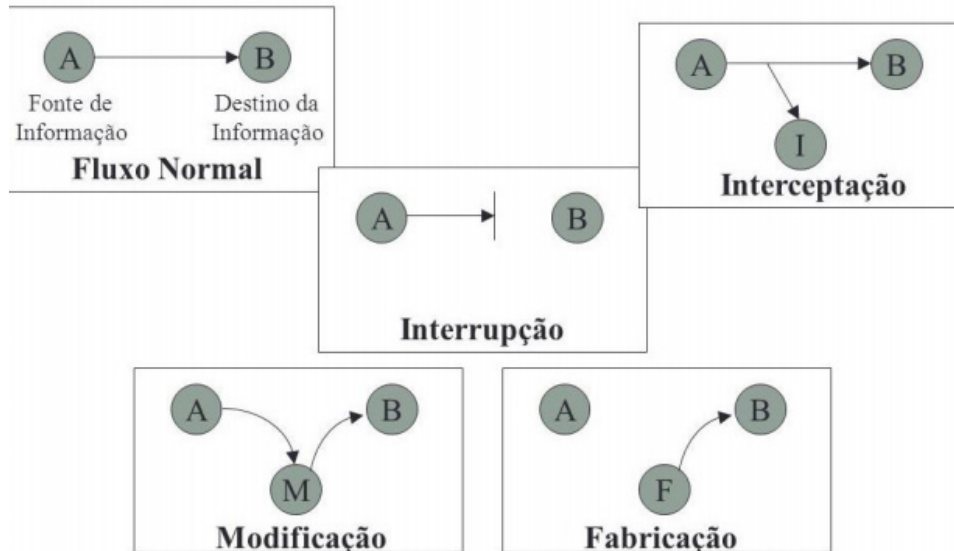 A
B
Fonte de
Informação
Destino da
Informação
Fluxo Normal
A
B
I
Interceptação
A
B
Interrupção
A
B
M
Modificação
A
B
F
Fabricação